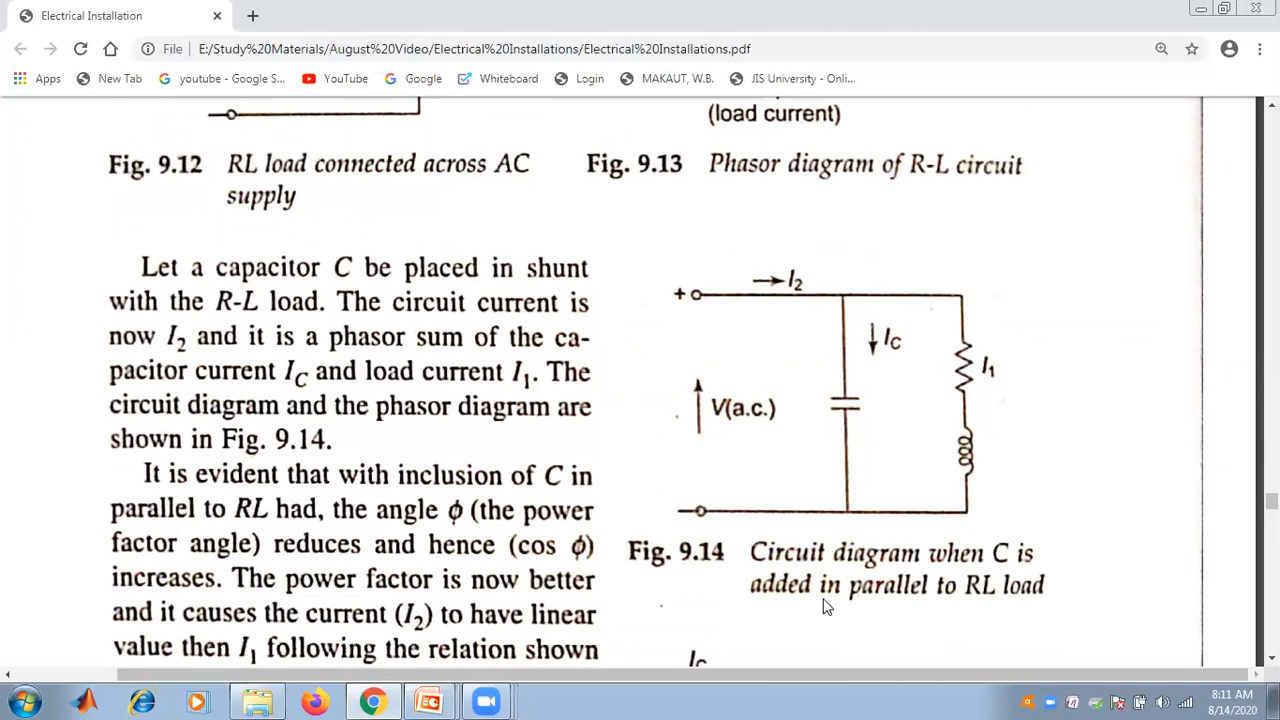 Electrical Installation
File E:/Study%20Materials/August%20Video/Electrical%20Installations/Electrical%20Installations.pdf
Apps New Tab youtube - Google S... YouTube Google Whiteboard Login MAKAUT, W.B. JIS University - Onli...
(load current)
Fig. 9.12 RL load connected across AC
supply
Fig. 9.13 Phasor diagram of R-L circuit
Let a capacitor C be placed in shunt
with the R-L load. The circuit current is
now I2 and it is a phasor sum of the ca-
pacitor current IC and load current I1. The
circuit diagram and the phasor diagram are
shown in Fig. 9.14.
It is evident that with inclusion of C in
parallel to RL had, the angle ϕ (the power
factor angle) reduces and hence (cos ϕ)
increases. The power factor is now better
and it causes the current (I2) to have linear
value then I1 following the relation shown
+ I2
IC
I1
V(a.c.)
Fig. 9.14 Circuit diagram when C is
added in parallel to RL load
IC
8:11 AM
8/14/2020